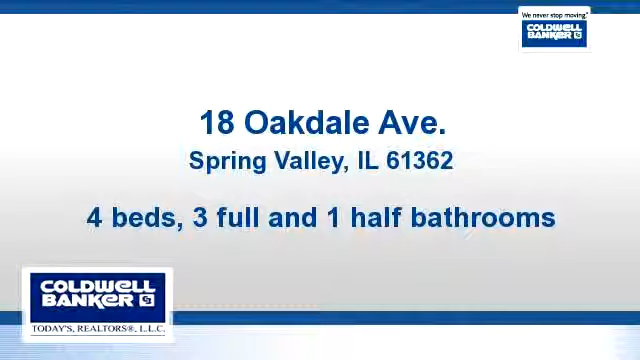 We never stop moving.®
COLDWELL
BANKER
18 Oakdale Ave.
Spring Valley, IL 61362
4 beds, 3 full and 1 half bathrooms
COLDWELL
BANKER
TODAY'S, REALTORS®, L.L.C.